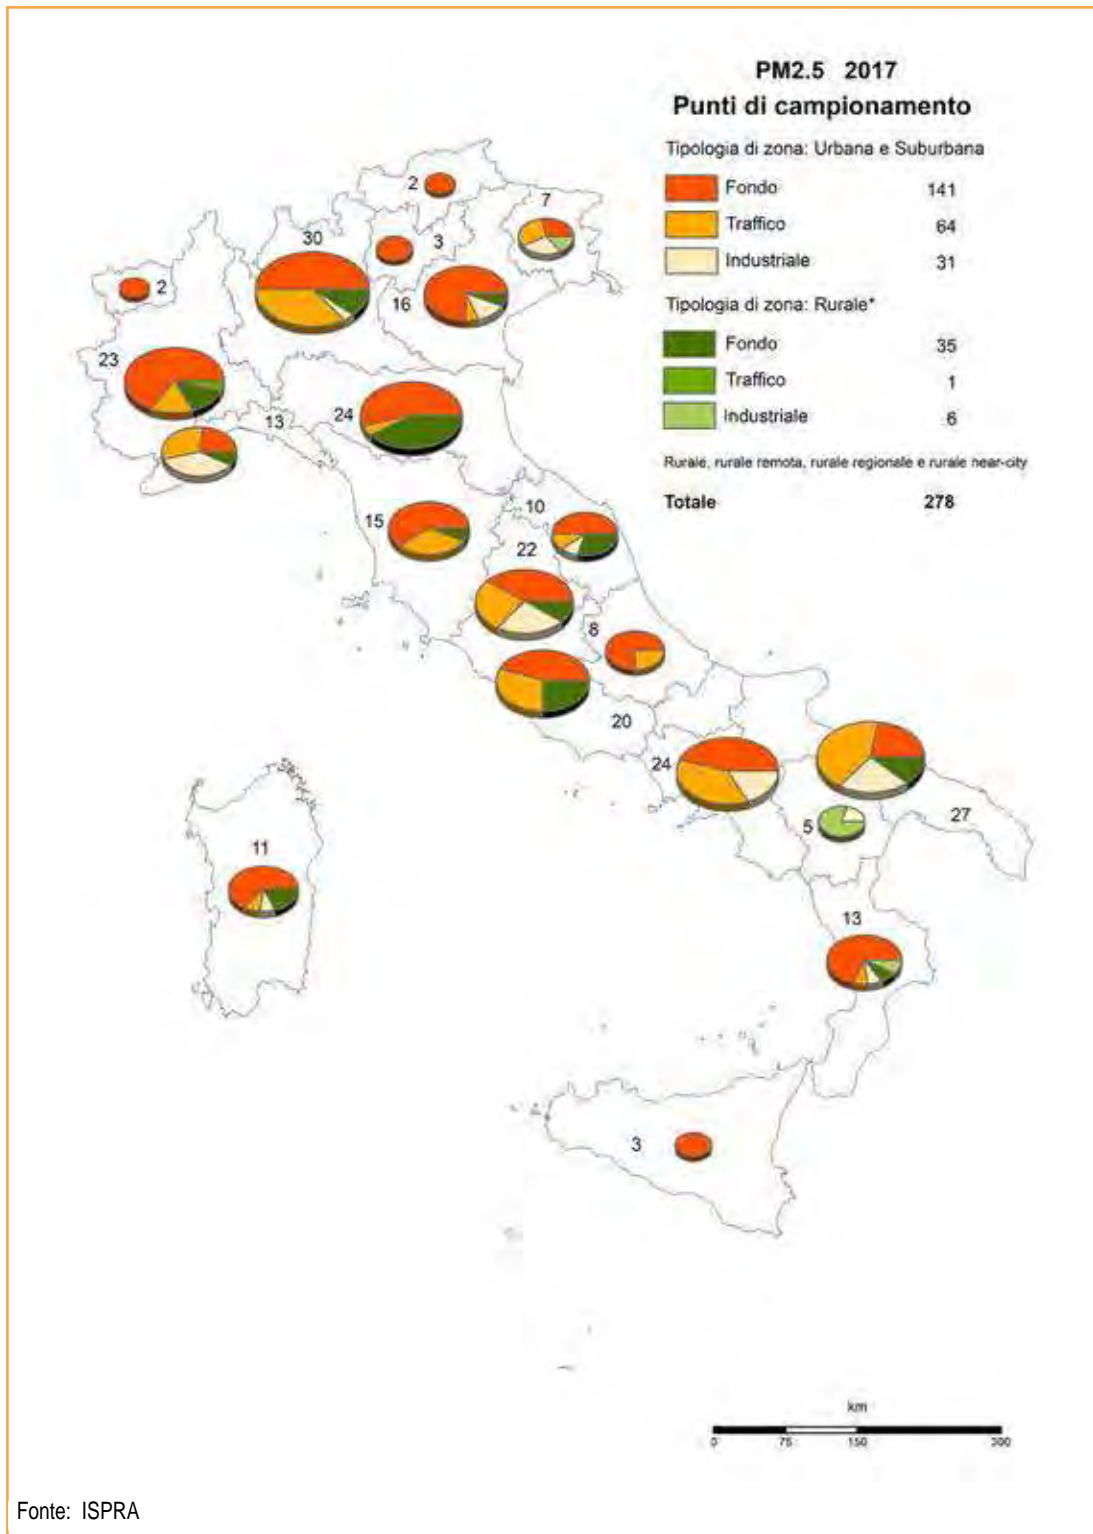 PM2.5 2017
Punti di campionamento
Tipologia di zona: Urbana e Suburbana
Fondo 141
Traffico 64
Industriale 31
Tipologia di zona: Rurale*
Fondo 35
Traffico 1
Industriale 6
Rurale, rurale remota, rurale regionale e rurale near-city
Totale 278
2
7
30
3
2
16
23
13
24
10
15
22
8
20
24
5
27
11
13
3
km
0 75 150 300
Fonte: ISPRA